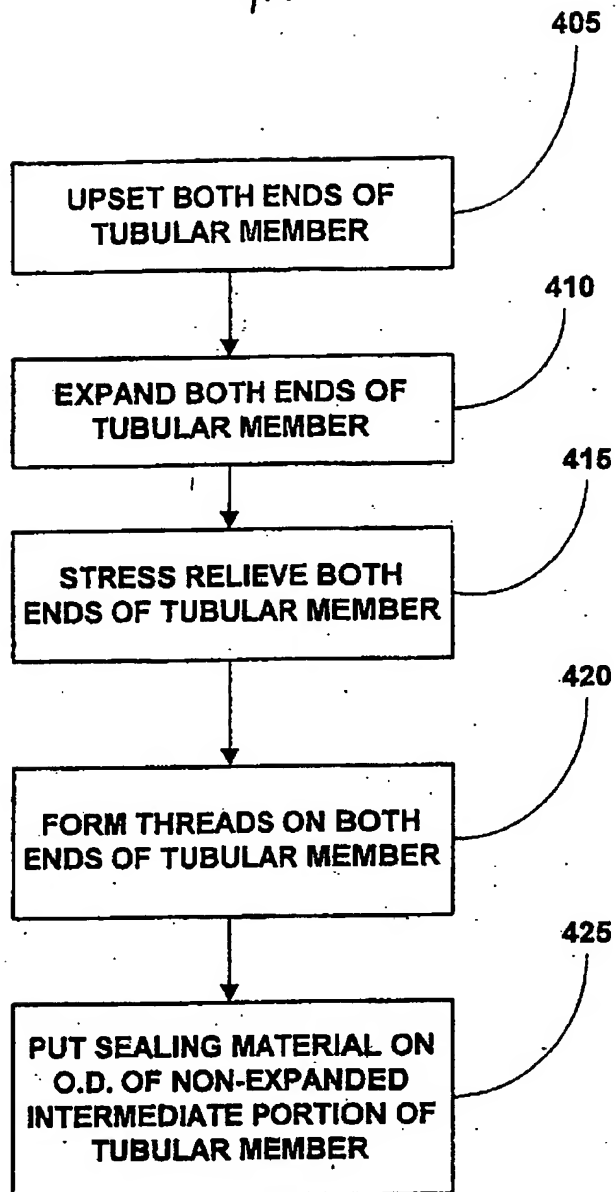 405
UPSET BOTH ENDS OF
TUBULAR MEMBER
410
EXPAND BOTH ENDS OF
TUBULAR MEMBER
415
STRESS RELIEVE BOTH
ENDS OF TUBULAR MEMBER
420
FORM THREADS ON BOTH
ENDS OF TUBULAR MEMBER
425
PUT SEALING MATERIAL ON
O.D. OF NON-EXPANDED
INTERMEDIATE PORTION OF
TUBULAR MEMBER